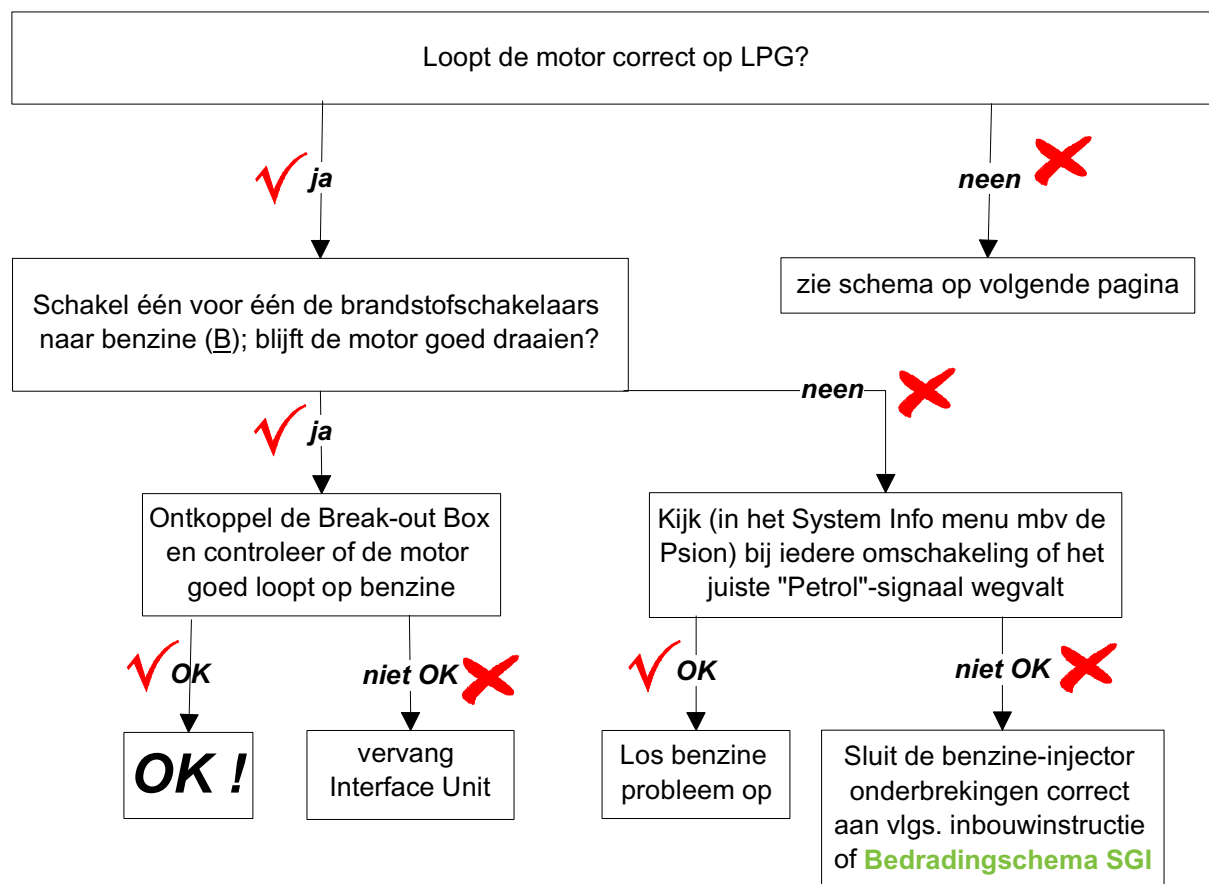 Loopt de motor correct op LPG?
ja
neen
Schakel één voor één de brandstofschakelaars
naar benzine (B); blijft de motor goed draaien?
zie schema op volgende pagina
ja
neen
Ontkoppel de Break-out Box
en controleer of de motor
goed loopt op benzine
Kijk (in het System Info menu mbv de
Psion) bij iedere omschakeling of het
juiste "Petrol"-signaal wegvalt
OK
niet OK
OK
niet OK
OK !
vervang
Interface Unit
Los benzine
probleem op
Sluit de benzine-injector
onderbrekingen correct
aan vlgs. inbouwinstructie
of Bedradingschema SGI